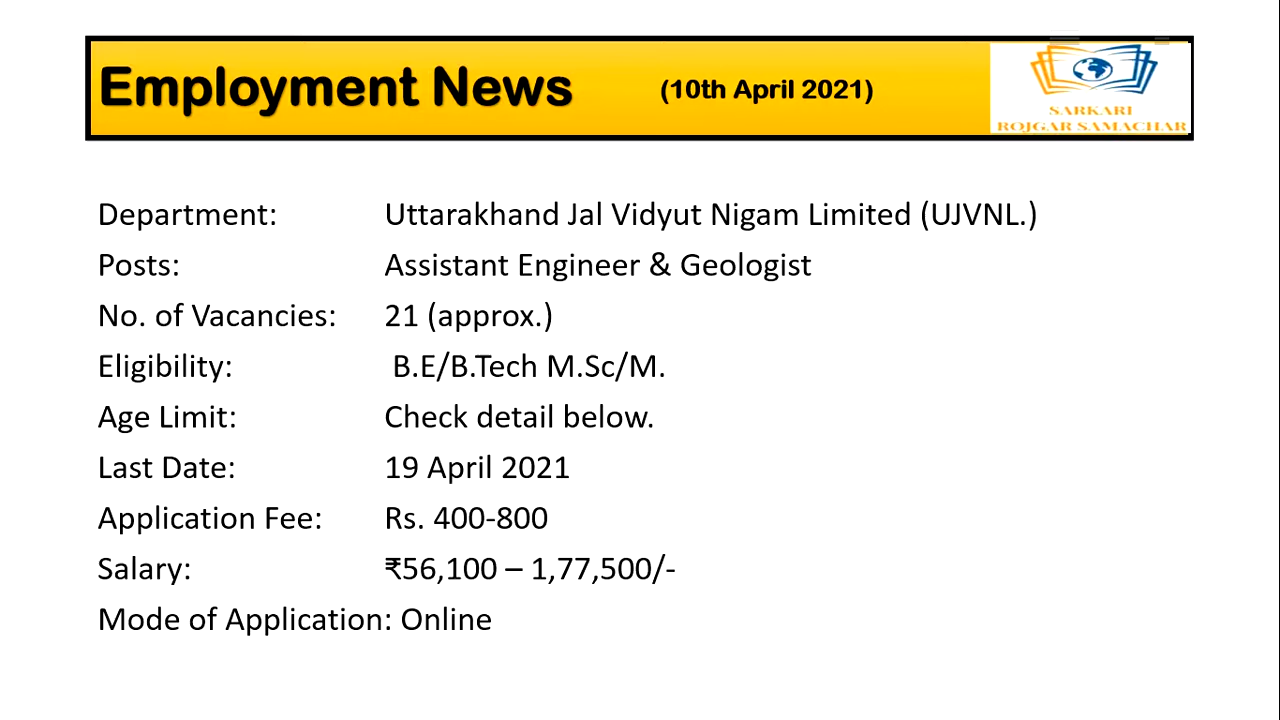 Employment News (10th April 2021)
SARKARI
ROJGAR SAMACHAR
Department: Uttarakhand Jal Vidyut Nigam Limited (UJVNL.)
Posts: Assistant Engineer & Geologist
No. of Vacancies: 21 (approx.)
Eligibility: B.E/B.Tech M.Sc/M.
Age Limit: Check detail below.
Last Date: 19 April 2021
Application Fee: Rs. 400-800
Salary: ₹56,100 – 1,77,500/-
Mode of Application: Online